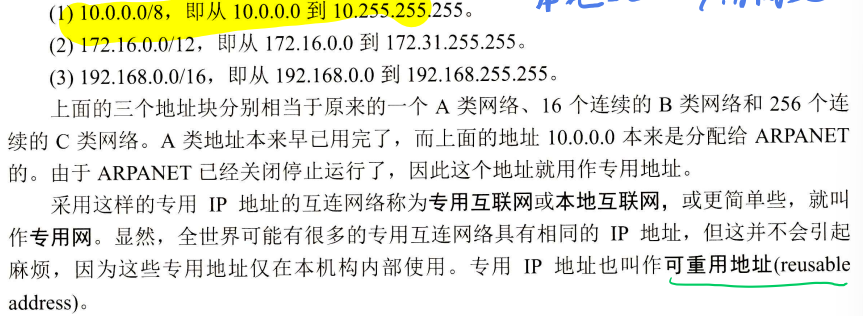 (1) 10.0.0.0/8，即从 10.0.0.0 到 10.255.255.255。
(2) 172.16.0.0/12，即从 172.16.0.0 到 172.31.255.255。
(3) 192.168.0.0/16，即从 192.168.0.0 到 192.168.255.255。
上面的三个地址块分别相当于原来的一个 A 类网络、16 个连续的 B 类网络和 256 个连
续的 C 类网络。A 类地址本来早已用完了，而上面的地址 10.0.0.0 本来是分配给 ARPANET
的。由于 ARPANET 已经关闭停止运行了，因此这个地址就用作专用地址。
采用这样的专用 IP 地址的互连网络称为专用互联网或本地互联网，或更简单些，就叫
作专用网。显然，全世界可能有很多的专用互连网络具有相同的 IP 地址，但这并不会引起
麻烦，因为这些专用地址仅在本机构内部使用。专用 IP 地址也叫作可重用地址(reusable
address)。